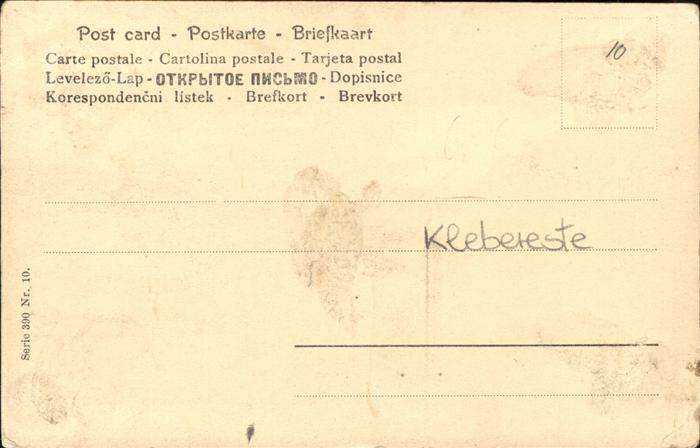 Post card - Postkarte - Briefkaart
Carte postale - Cartolina postale - Tarjeta postal
Levelező-Lap - ОТКРЫТОЕ ПИСЬМО - Dopisnice
Korespondenční lístek - Brefkort - Brevkort
10
Klebereste
Serie 390 Nr. 10.